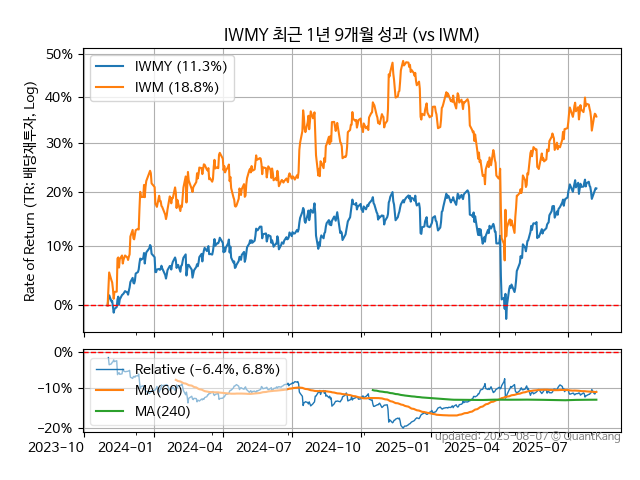 IWMY 최근 1년 9개월 성과 (vs IWM)
Rate of Return (TR: 배당재투자, Log)
50%
40%
30%
20%
10%
0%
IWMY (11.3%)
IWM (18.8%)
0%
−10%
−20%
Relative (−6.4%, 6.8%)
MA(60)
MA(240)
updated: 2025-08-07 © QuantKang
2023-10 2024-01 2024-04 2024-07 2024-10 2025-01 2025-04 2025-07